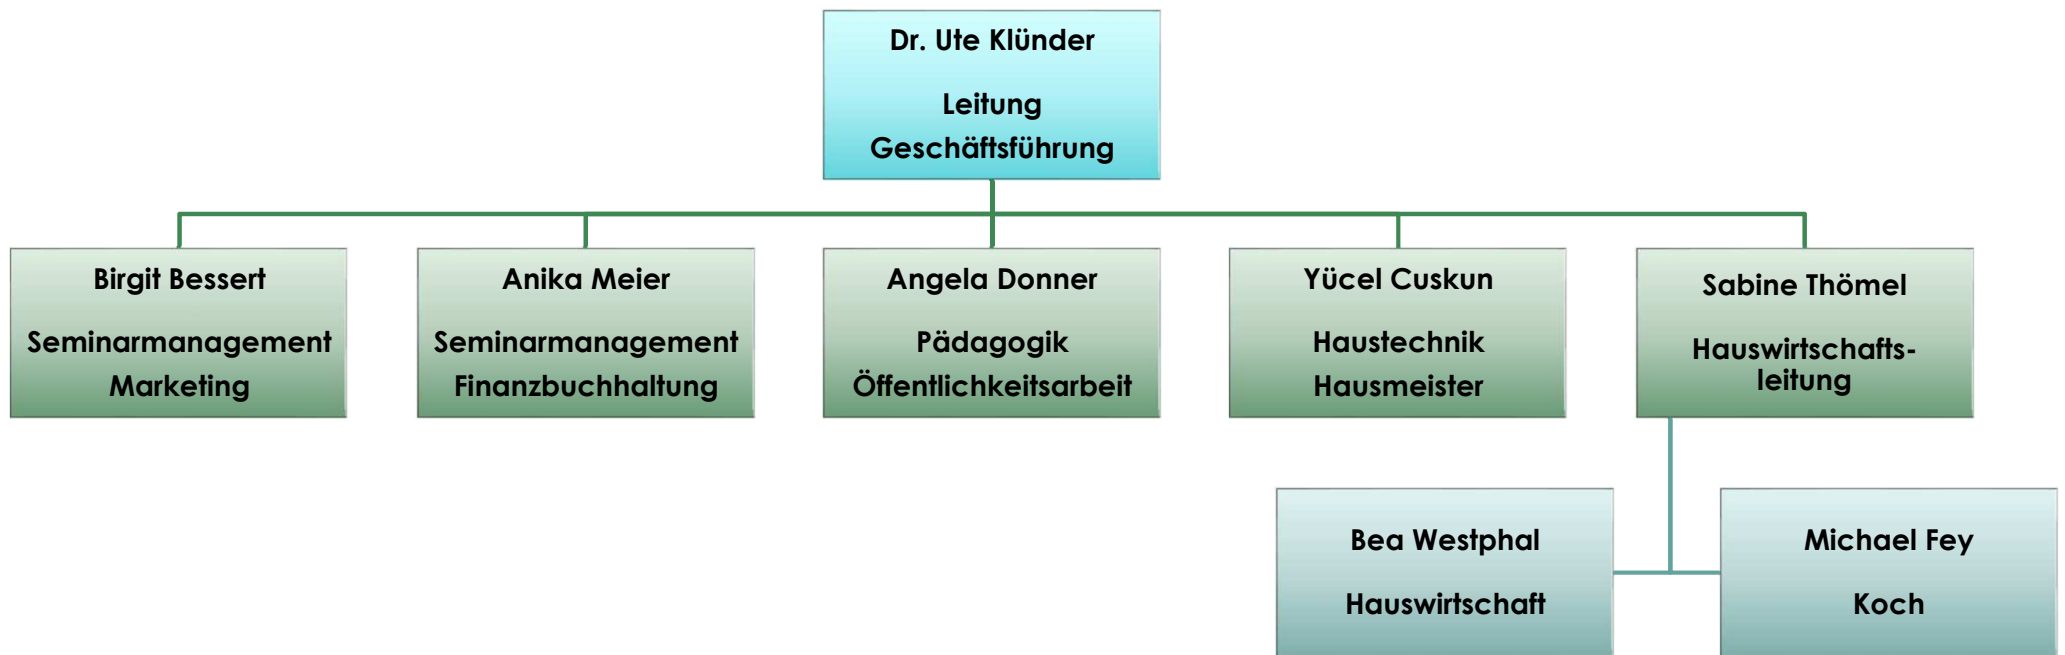 Dr. Ute Klünder
Leitung
Geschäftsführung
Birgit Bessert
Seminarmanagement
Marketing
Anika Meier
Seminarmanagement
Finanzbuchhaltung
Angela Donner
Pädagogik
Öffentlichkeitsarbeit
Yücel Cuskun
Haustechnik
Hausmeister
Sabine Thömel
Hauswirtschafts-
leitung
Bea Westphal
Hauswirtschaft
Michael Fey
Koch